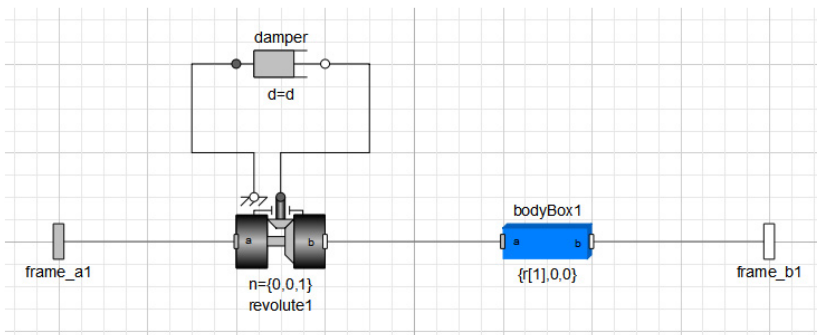 damper
d=d
a
b
n={0,0,1}
revolute1
bodyBox1
a
b
{r[1],0,0}
frame_a1
frame_b1